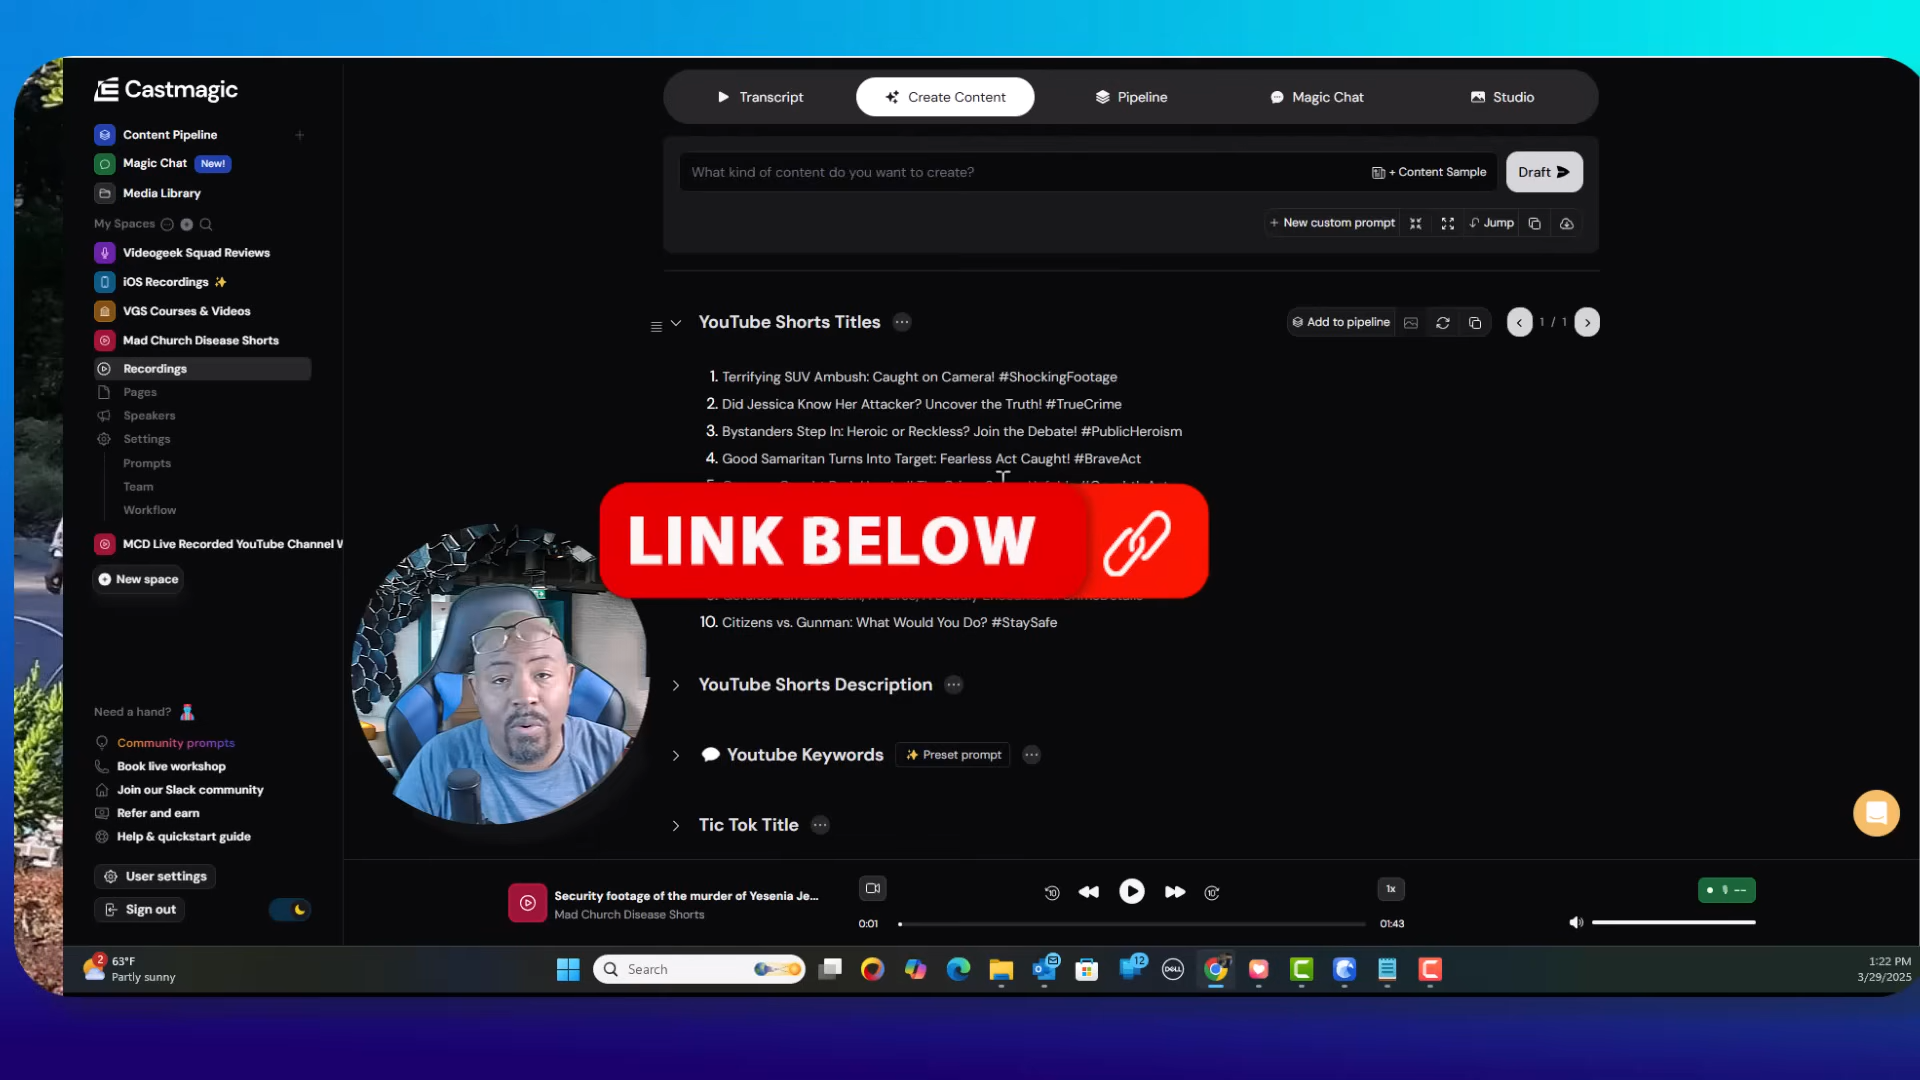 Castmagic
Content Pipeline
Magic Chat New!
Media Library
My Spaces
Videogeek Squad Reviews
iOS Recordings
VGS Courses & Videos
Mad Church Disease Shorts
Recordings
Pages
Speakers
Settings
Prompts
Team
Workflow
MCD Live Recorded YouTube Channel
New space
Need a hand?
Community prompts
Book live workshop
Join our Slack community
Refer and earn
Help & quickstart guide
User settings
Sign out
Transcript
Create Content
Pipeline
Magic Chat
Studio
What kind of content do you want to create?
+ Content Sample
Draft
+ New custom prompt
Jump
YouTube Shorts Titles
Add to pipeline
1 / 1
1. Terrifying SUV Ambush: Caught on Camera! #ShockingFootage
2. Did Jessica Know Her Attacker? Uncover the Truth! #TrueCrime
3. Bystanders Step In: Heroic or Reckless? Join the Debate! #PublicHeroism
4. Good Samaritan Turns Into Target: Fearless Act Caught! #BraveAct
LINK BELOW
10. Citizens vs. Gunman: What Would You Do? #StaySafe
YouTube Shorts Description
Youtube Keywords
Preset prompt
Tic Tok Title
Security footage of the murder of Yesenia Je...
Mad Church Disease Shorts
10
10
1x
0:01
01:43
--
2
63°F
Partly sunny
Search
12
DELL
1:22 PM
3/29/2025